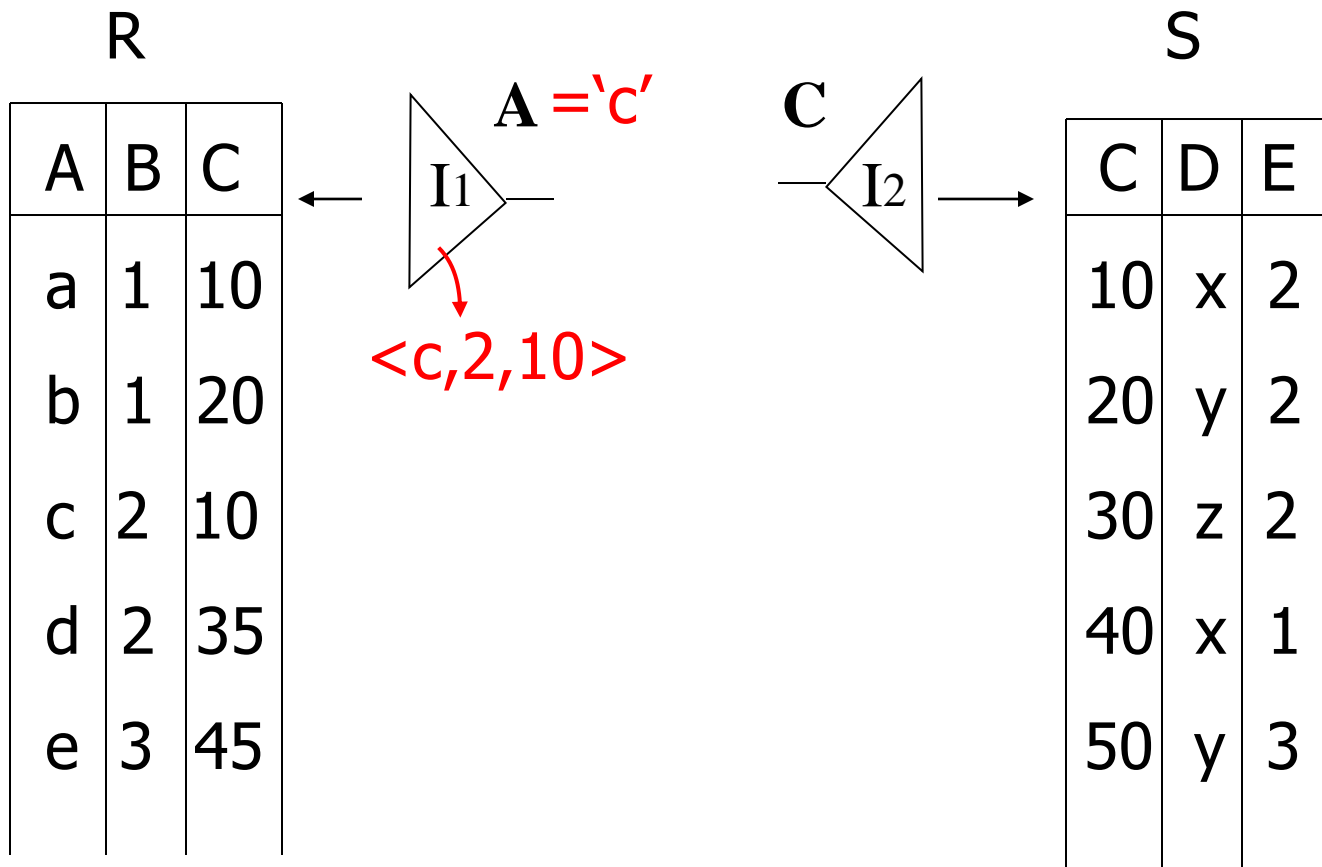 R
S
A B C
a 1 10
b 1 20
c 2 10
d 2 35
e 3 45
A =‘c’
I1
<c,2,10>
C
I2
C D E
10 x 2
20 y 2
30 z 2
40 x 1
50 y 3